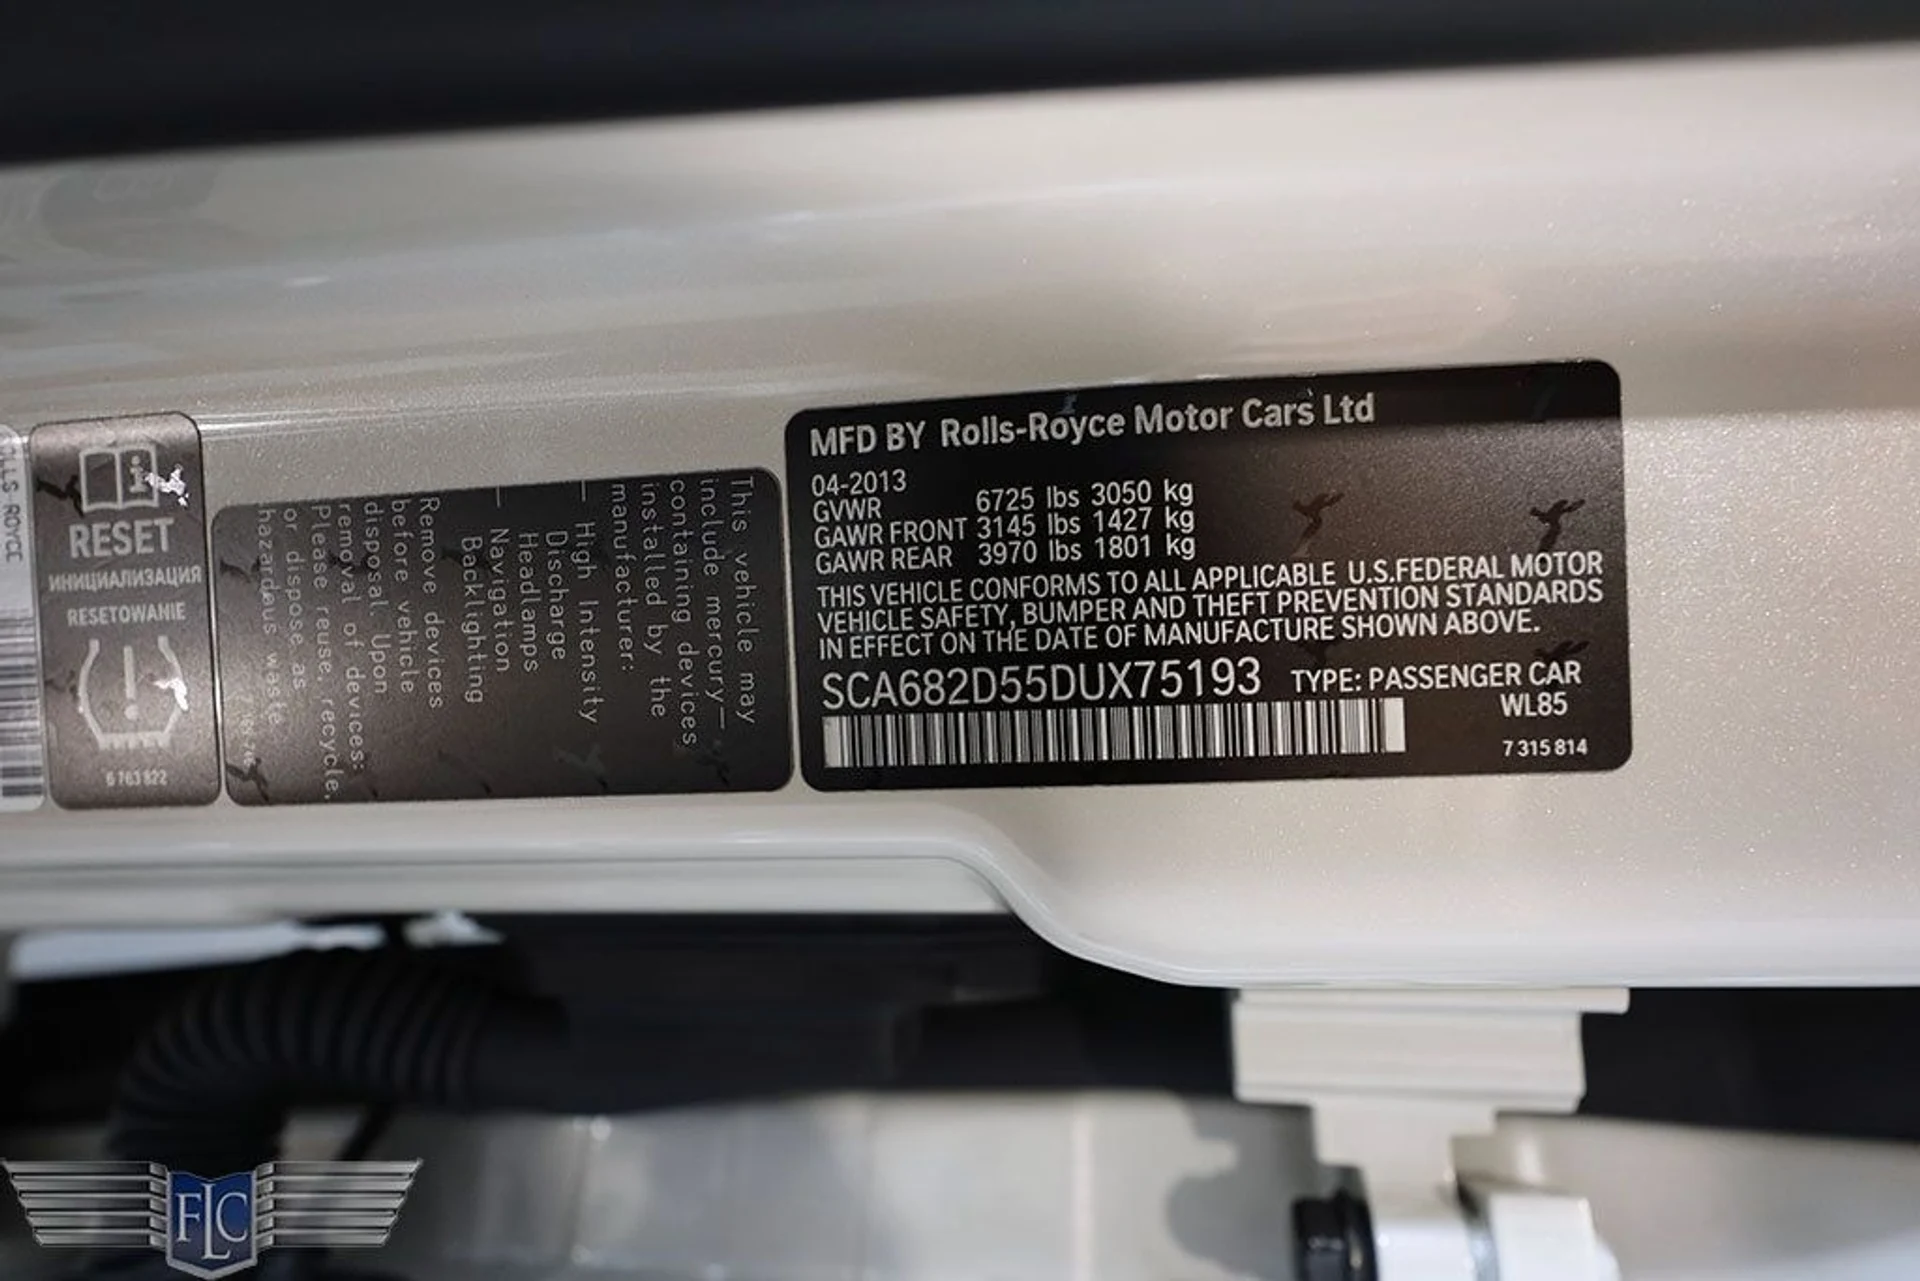 LLS ROYCE
RESET
ИНИЦИАЛИЗАЦИЯ
RESETOWANIE
6 763 822
This vehicle may
include mercury-
containing devices
installed by the
manufacturer:
— High Intensity
Discharge
Headlamps
— Navigation
Backlighting
Remove devices
before vehicle
disposal. Upon
removal of devices:
Please reuse, recycle,
or dispose as
hazardous waste
MFD BY Rolls-Royce Motor Cars Ltd
04-2013
GVWR 6725 lbs 3050 kg
GAWR FRONT 3145 lbs 1427 kg
GAWR REAR 3970 lbs 1801 kg
THIS VEHICLE CONFORMS TO ALL APPLICABLE U.S.FEDERAL MOTOR
VEHICLE SAFETY, BUMPER AND THEFT PREVENTION STANDARDS
IN EFFECT ON THE DATE OF MANUFACTURE SHOWN ABOVE.
SCA682D55DUX75193 TYPE: PASSENGER CAR
WL85
7 315 814
FLC